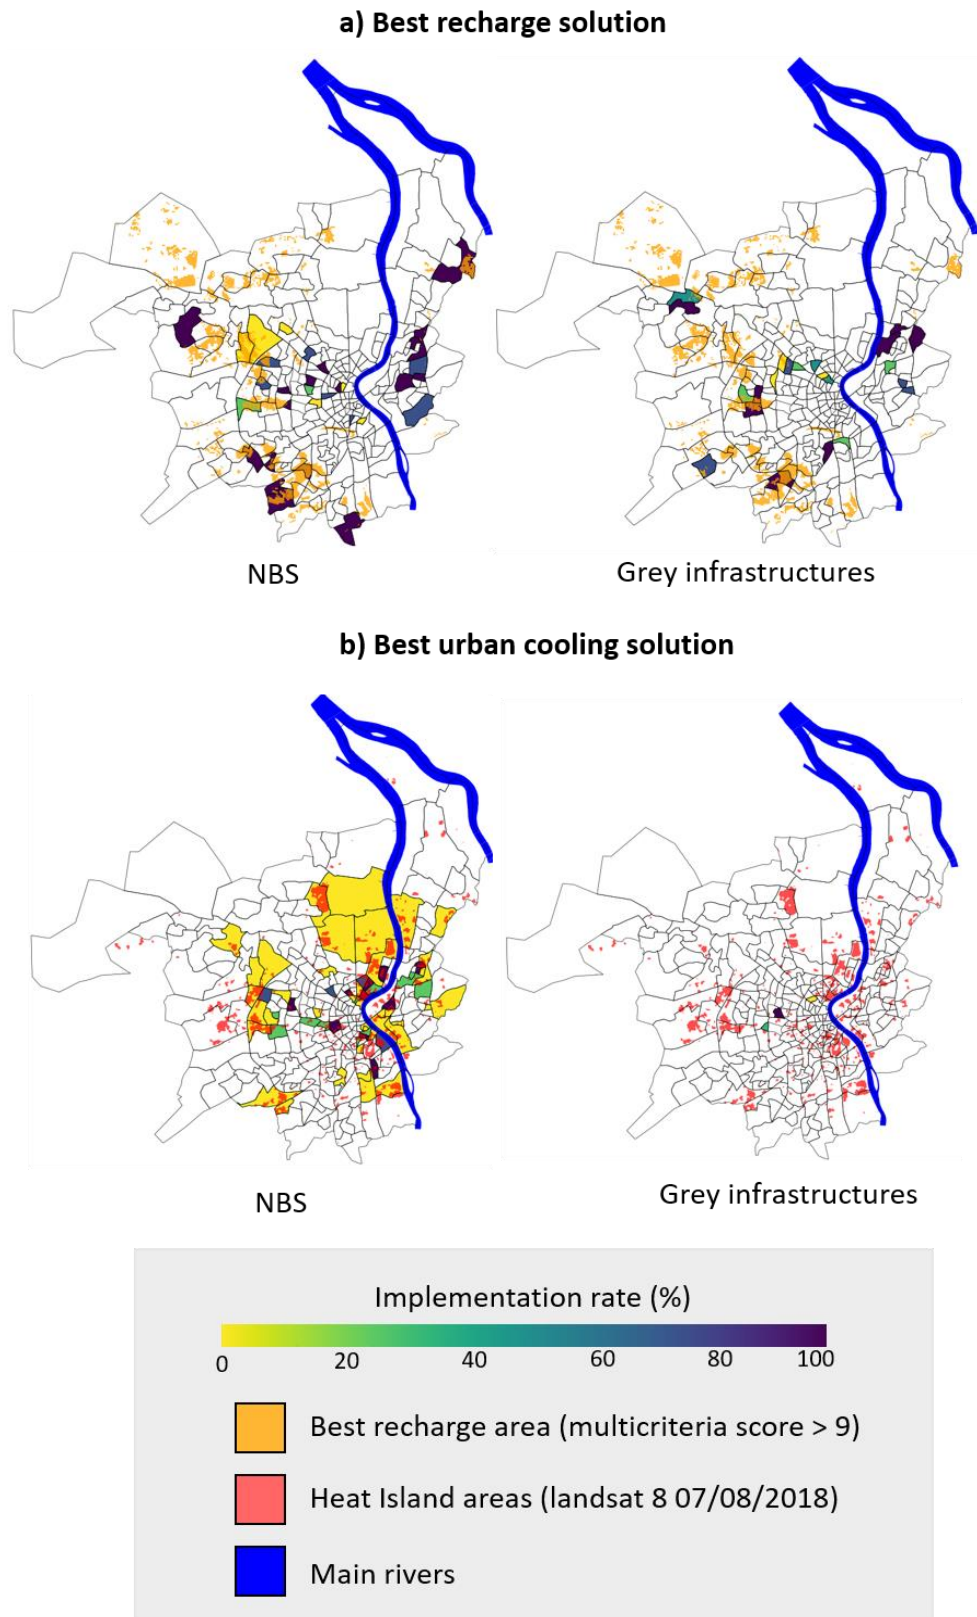 a) Best recharge solution
NBS
Grey infrastructures
b) Best urban cooling solution
NBS
Grey infrastructures
Implementation rate (%)
0 20 40 60 80 100
Best recharge area (multicriteria score > 9)
Heat Island areas (landsat 8 07/08/2018)
Main rivers